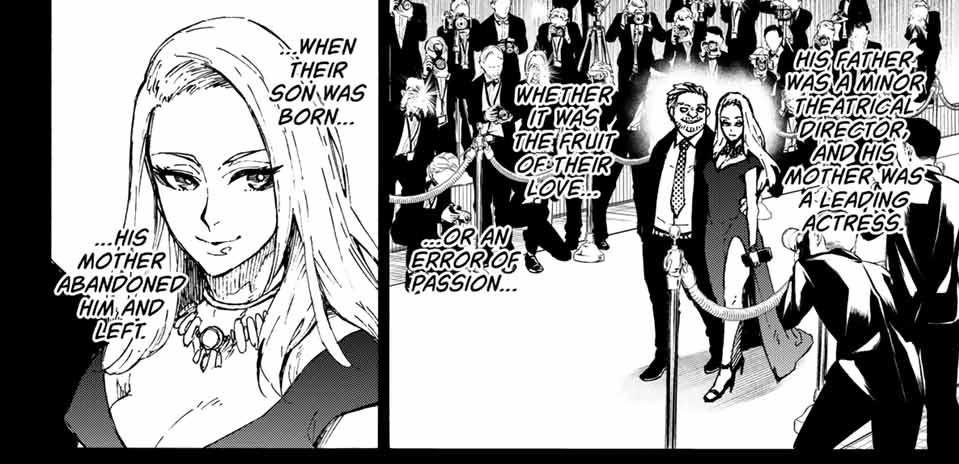 HIS FATHER
WAS A MINOR
THEATRICAL
DIRECTOR,
AND HIS
MOTHER WAS
A LEADING
ACTRESS.
WHETHER
IT WAS
THE FRUIT
OF THEIR
LOVE...
...OR AN
ERROR OF
PASSION...
...WHEN
THEIR
SON WAS
BORN...
...HIS
MOTHER
ABANDONED
HIM AND
LEFT.